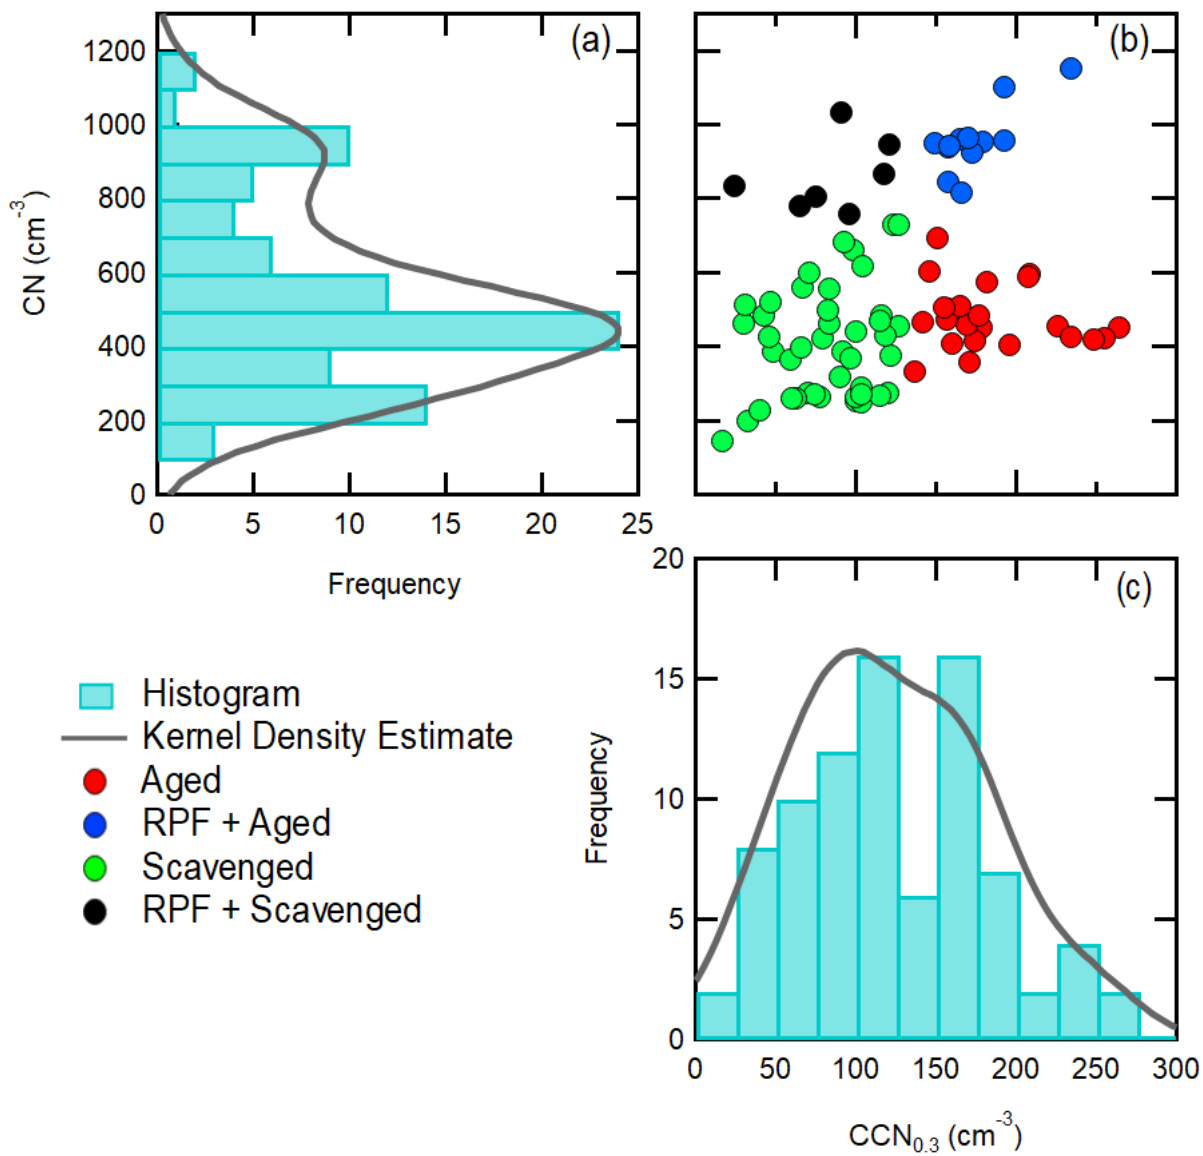 (a)
1200
1000
800
600
400
200
0
CN (cm⁻³)
0 5 10 15 20 25
Frequency
(b)
(c)
20
15
10
5
0
Frequency
0 50 100 150 200 250 300
CCN₀.₃ (cm⁻³)
Histogram
Kernel Density Estimate
Aged
RPF + Aged
Scavenged
RPF + Scavenged